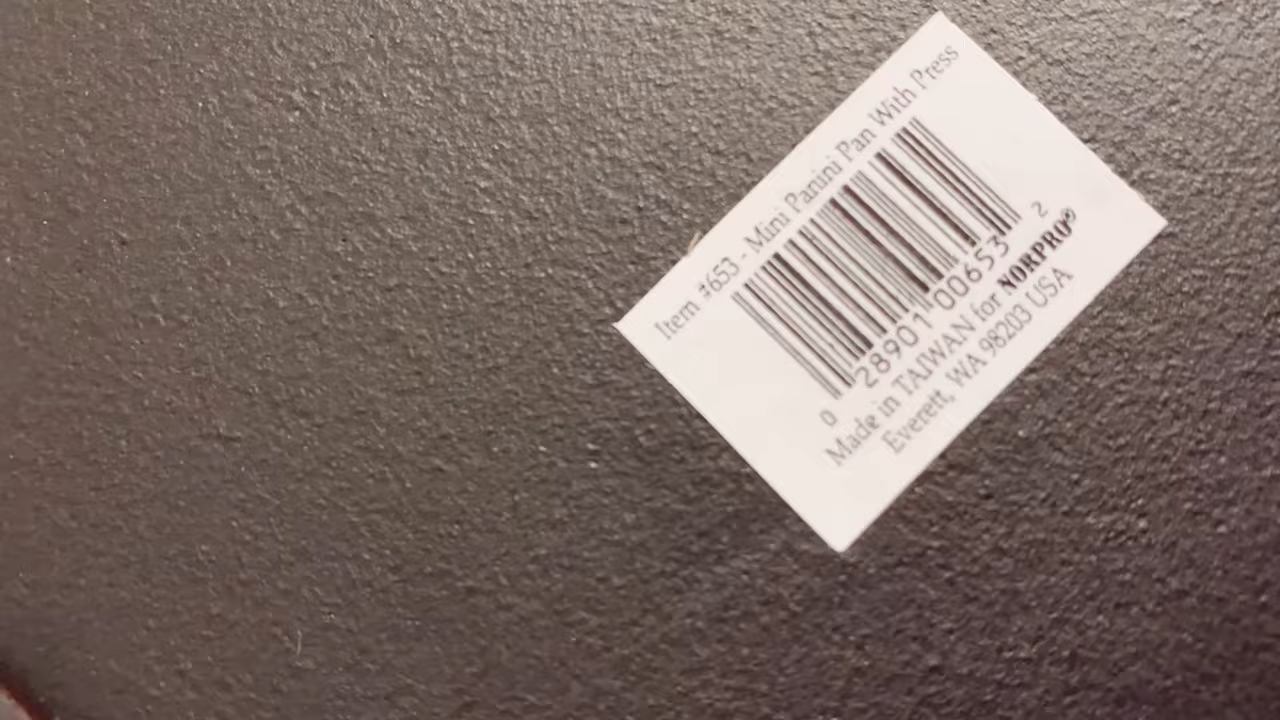 Item #653 - Mini Panini Pan With Press
0 28901 00653 2
Made in TAIWAN for NORPRO®
Everett, WA 98203 USA